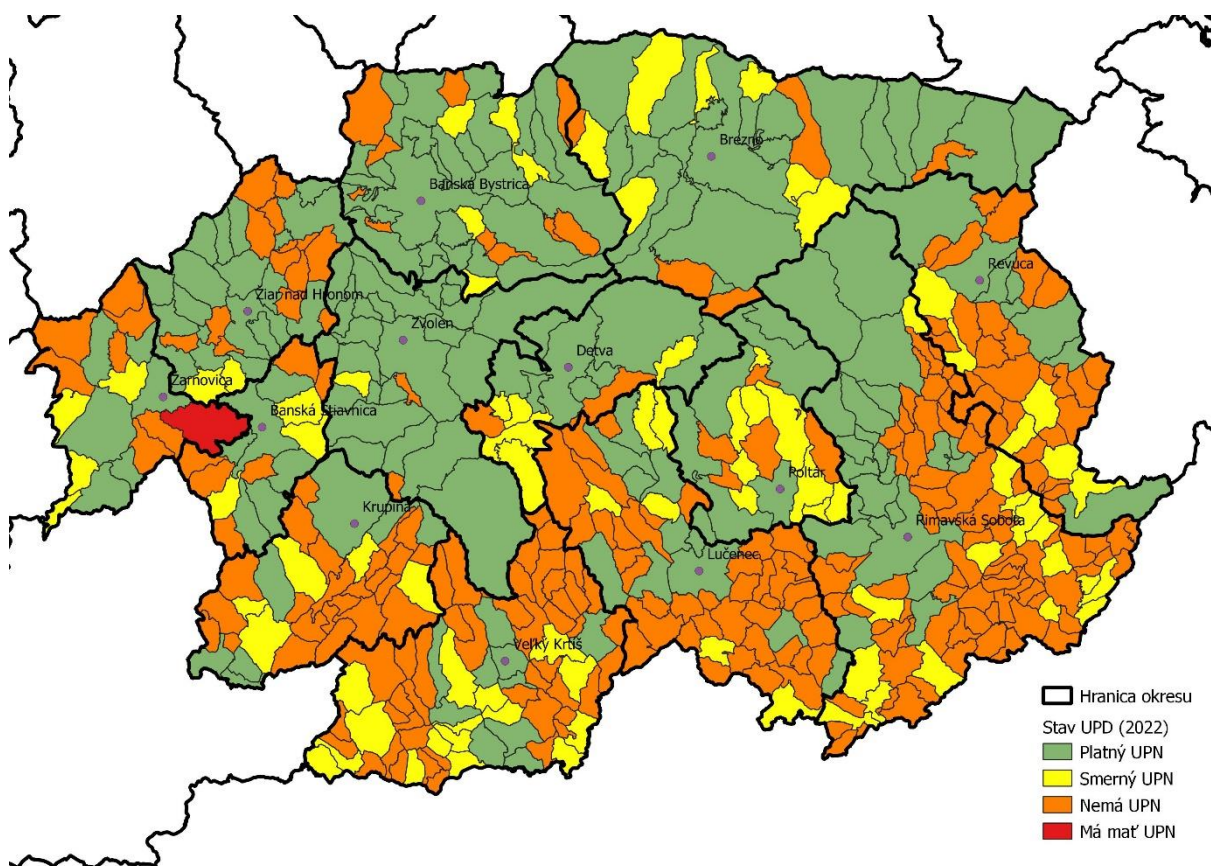 Brezno
Banská Bystrica
Revúca
Žiar nad Hronom
Zvolen
Detva
Žarnovica
Banská Štiavnica
Poltár
Krupina
Rimavská Sobota
Lučenec
Veľký Krtíš
Hranica okresu
Stav UPD (2022)
Platný UPN
Smerný UPN
Nemá UPN
Má mať UPN